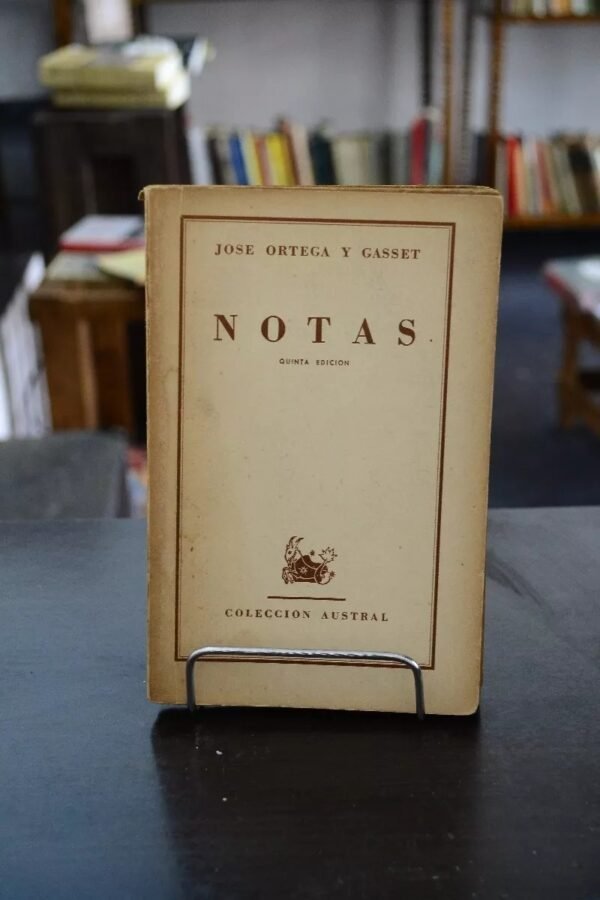 JOSE ORTEGA Y GASSET
NOTAS
QUINTA EDICION
COLECCION AUSTRAL